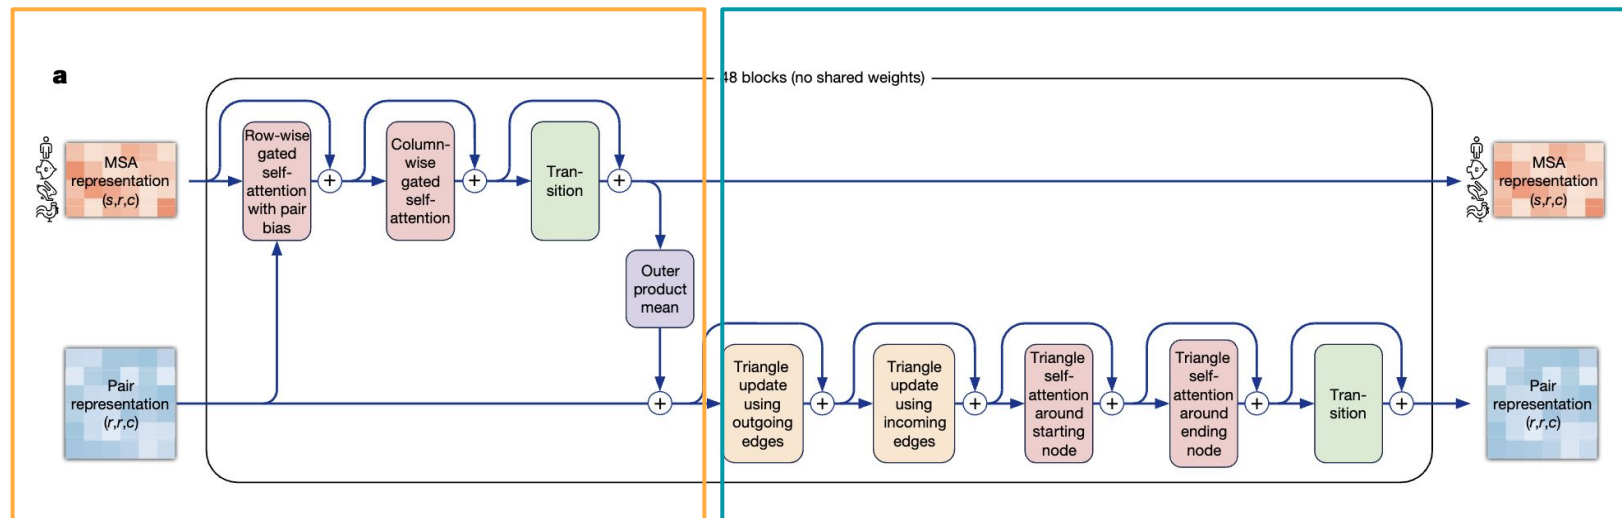 a
48 blocks (no shared weights)
MSA
representation
(s,r,c)
Row-wise
gated
self-
attention
with pair
bias
Column-
wise
gated
self-
attention
Tran-
sition
MSA
representation
(s,r,c)
Outer
product
mean
Pair
representation
(r,r,c)
Triangle
update
using
outgoing
edges
Triangle
update
using
incoming
edges
Triangle
self-
attention
around
starting
node
Triangle
self-
attention
around
ending
node
Tran-
sition
Pair
representation
(r,r,c)